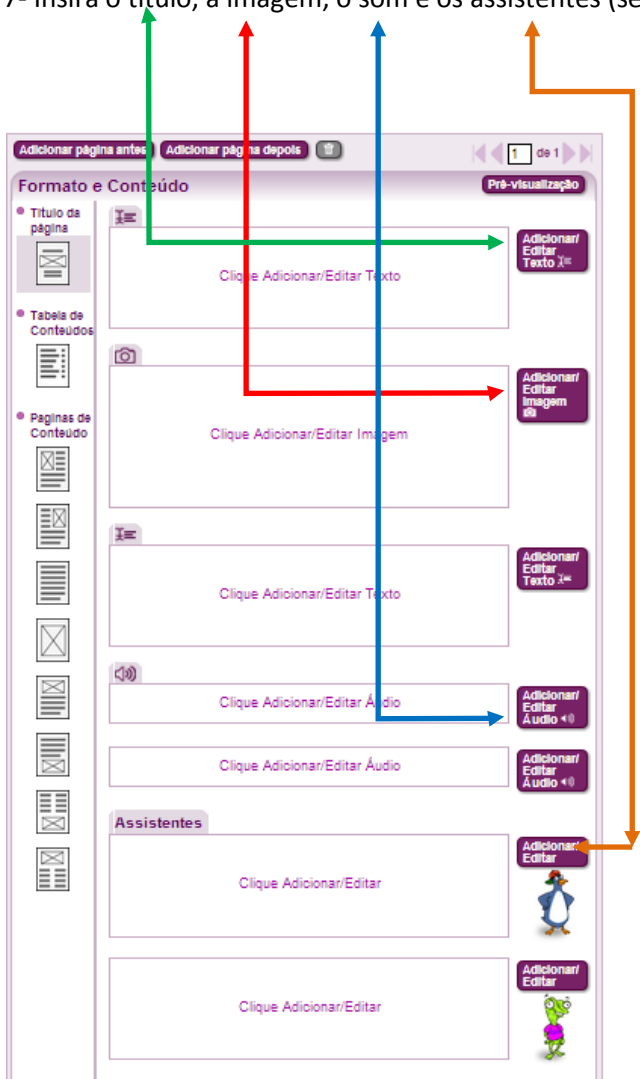 7- Insira o título, a imagem, o som e os assistentes (se
Adicionar página antes Adicionar página depois
1 de 1
Formato e Conteúdo
Pré-visualização
Título da
página
Adicionar/
Editar
Texto
Clique Adicionar/Editar Texto
Tabela de
Conteúdos
Adicionar/
Editar
Imagem
Paginas de
Conteúdo
Clique Adicionar/Editar Imagem
Adicionar/
Editar
Texto
Clique Adicionar/Editar Texto
Clique Adicionar/Editar Áudio
Adicionar/
Editar
Áudio
Clique Adicionar/Editar Áudio
Adicionar/
Editar
Áudio
Assistentes
Adicionar/
Editar
Clique Adicionar/Editar
Adicionar/
Editar
Clique Adicionar/Editar